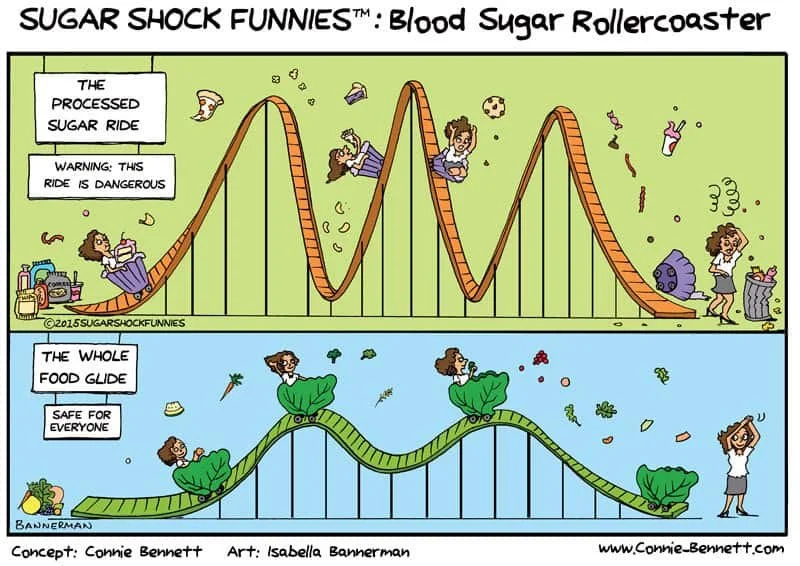 SUGAR SHOCK FUNNIES™: Blood Sugar Rollercoaster
THE
PROCESSED
SUGAR RIDE
WARNING: THIS
RIDE IS DANGEROUS
COOKIES
©2015SUGARSHOCKFUNNIES
THE WHOLE
FOOD GLIDE
SAFE FOR
EVERYONE
BANNERMAN
Concept: Connie Bennett Art: Isabella Bannerman
www.Connie-Bennett.com